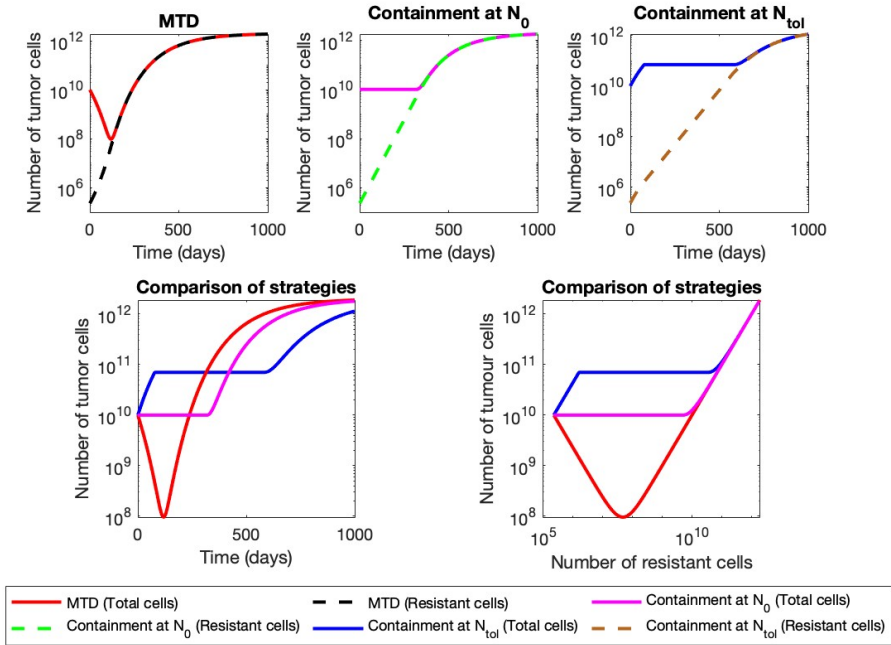 MTD
Containment at N0
Containment at Ntol
Number of tumor cells
10^12
10^10
10^8
10^6
0
500
1000
Time (days)
Number of tumor cells
10^12
10^10
10^8
10^6
0
500
1000
Time (days)
Number of tumor cells
10^12
10^10
10^8
10^6
0
500
1000
Time (days)
Comparison of strategies
Comparison of strategies
Number of tumor cells
10^12
10^11
10^10
10^9
10^8
0
500
1000
Time (days)
Number of tumour cells
10^12
10^11
10^10
10^9
10^8
10^5
10^10
Number of resistant cells
MTD (Total cells)
MTD (Resistant cells)
Containment at N0 (Total cells)
Containment at N0 (Resistant cells)
Containment at Ntol (Total cells)
Containment at Ntol (Resistant cells)